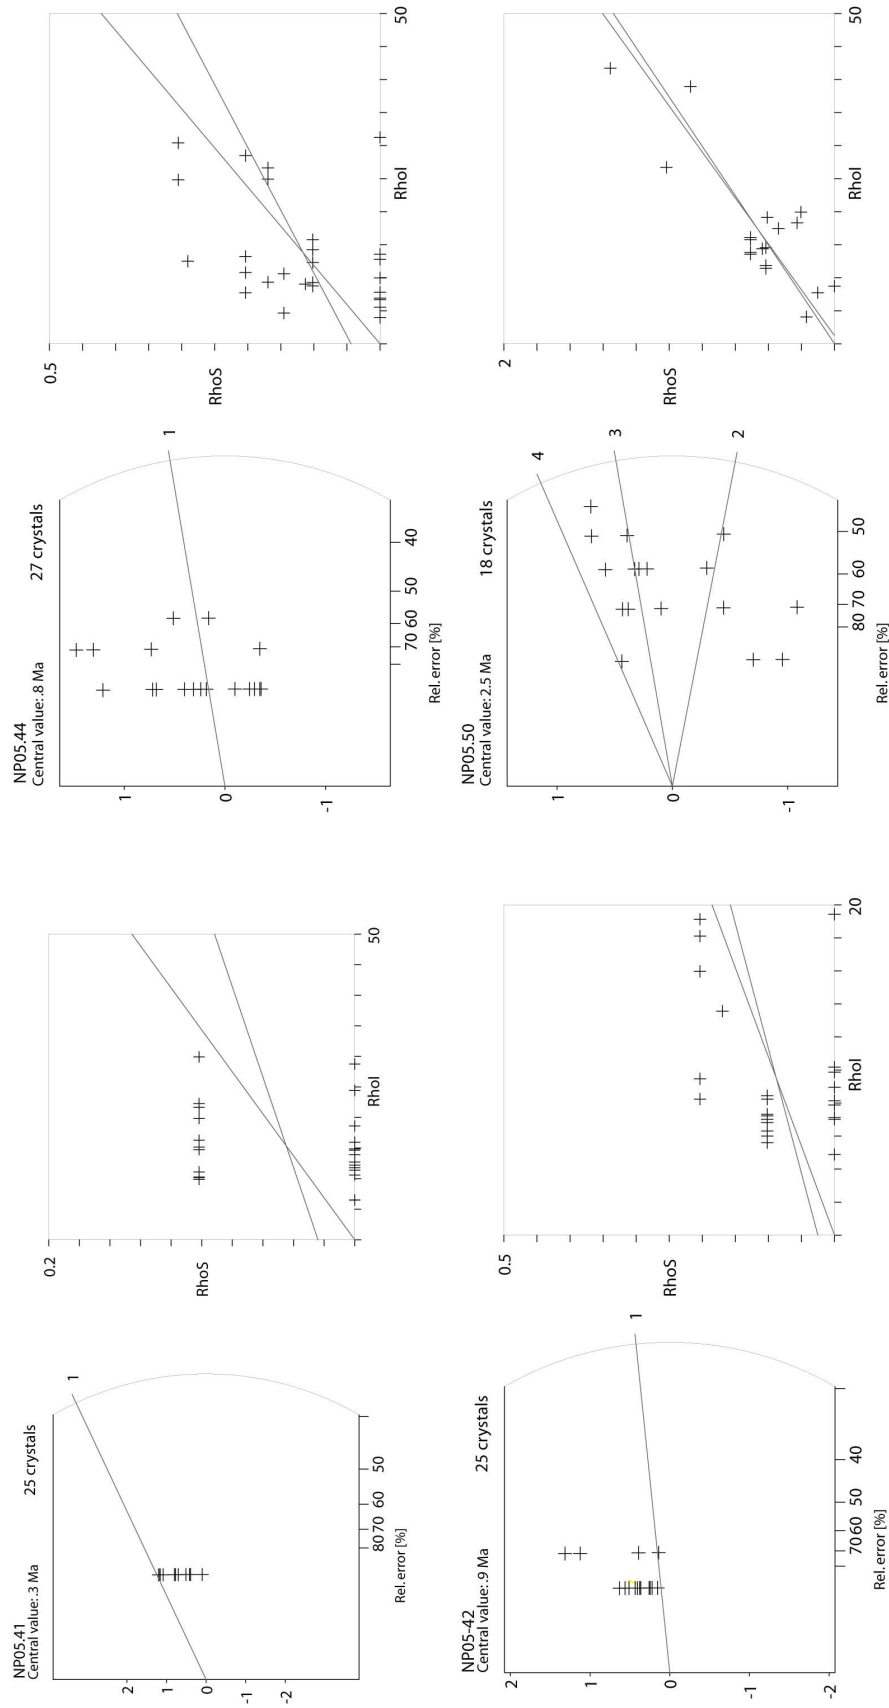 NP05.41
Central value: .3 Ma
25 crystals
2
1
0
-2
1
80 70 60 50
Rel. error [%]
0.2
RhoS
RhoI
50
NP05.44
Central value: .8 Ma
27 crystals
1
0
-1
1
70 60 50 40
Rel. error [%]
0.5
RhoS
RhoI
50
NP05-42
Central value: .9 Ma
25 crystals
2
1
0
-1
-2
1
70 60 50 40
Rel. error [%]
0.5
RhoS
RhoI
20
NP05.50
Central value: 2.5 Ma
18 crystals
1
0
-1
4
3
2
80 70 60 50
Rel. error [%]
2
RhoS
RhoI
50